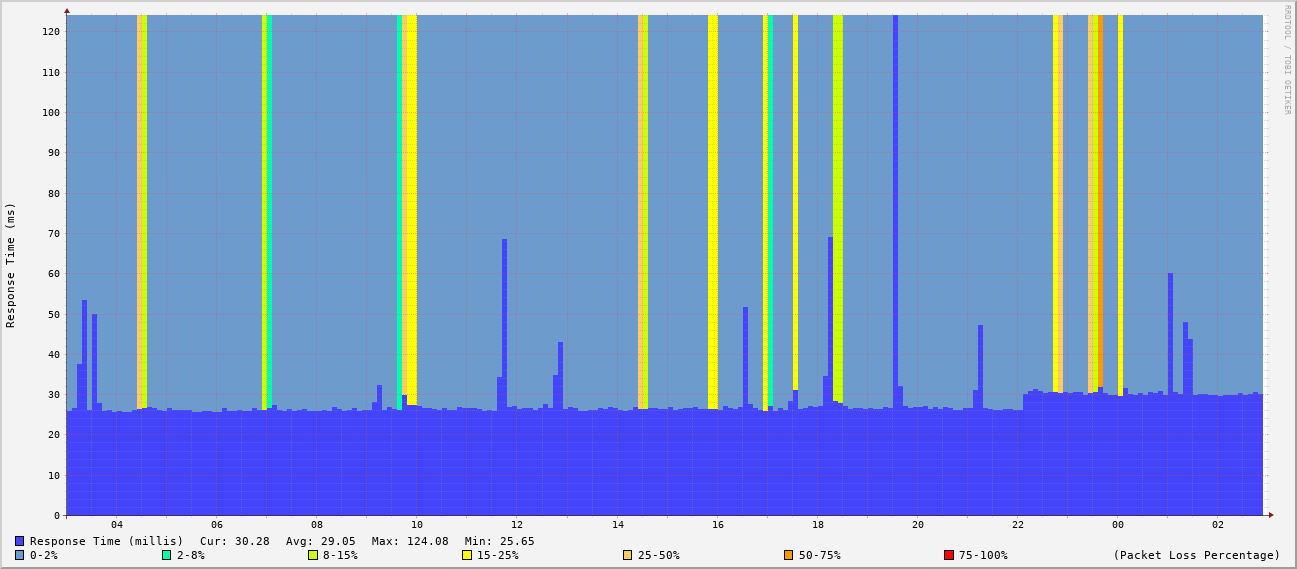 RRDTOOL / TOBI OETIKER
Response Time (ms)
120
110
100
90
80
70
60
50
40
30
20
10
0
04 06 08 10 12 14 16 18 20 22 00 02
Response Time (millis) Cur: 30.28 Avg: 29.05 Max: 124.08 Min: 25.65
0-2% 2-8% 8-15% 15-25% 25-50% 50-75% 75-100% (Packet Loss Percentage)